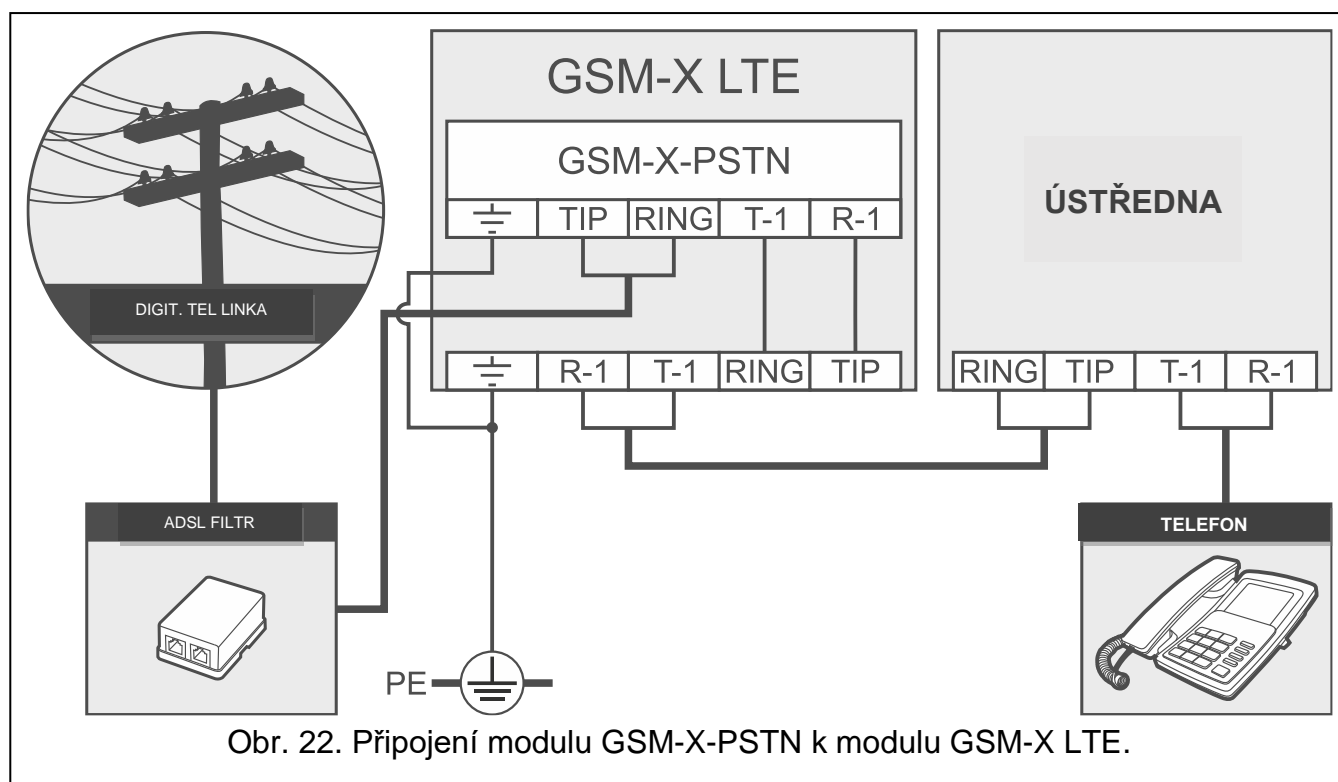 GSM-X LTE
GSM-X-PSTN
TIP RING T-1 R-1
R-1 T-1 RING TIP
ÚSTŘEDNA
RING TIP T-1 R-1
DIGIT. TEL LINKA
ADSL FILTR
PE
TELEFON
Obr. 22. Připojení modulu GSM-X-PSTN k modulu GSM-X LTE.